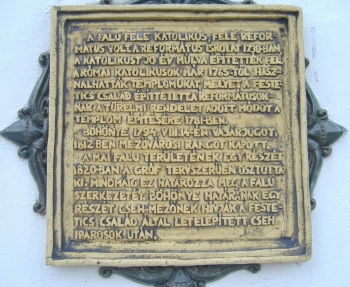 A FALU FELE KATOLIKUS, FELE REFOR
MÁTUS VOLT. A REFORMÁTUS ISKOLÁT 1730-BAN
A KATOLIKUST 30 ÉV MÚLVA ÉPÍTETTÉK FEL
A RÓMAI KATOLIKUSOK MÁR 1765-TŐL HASZ-
NÁLHATTÁK TEMPLOMUKAT, MELYET A FESTE
TICS CSALÁD ÉPÍTTETETT. A REFORMÁTUSOK-
NAK A TÜRELMI RENDELET ADOTT MÓDOT A
TEMPLOM ÉPÍTÉSÉRE 1781-BEN.
BÖHÖNYE 1794. VIII. 14-ÉN VÁSÁRJOGOT,
1812-BEN MEZŐVÁROSI RANGOT KAPOTT.
A MAI FALU TERÜLETÉNEK EGY RÉSZÉT
1820-BAN A GRÓF TERVSZERŰEN OSZTOTTA
KI. MINDMÁIG EZ HATÁROZZA MEG A FALU
SZERKEZETÉT. BÖHÖNYE HATÁRÁNAK EGY
RÉSZÉT CSEH-MEZŐNEK HÍVJÁK A FESTE
TICS CSALÁD ÁLTAL LETELEPÍTETT CSEH
IPAROSOK UTÁN.